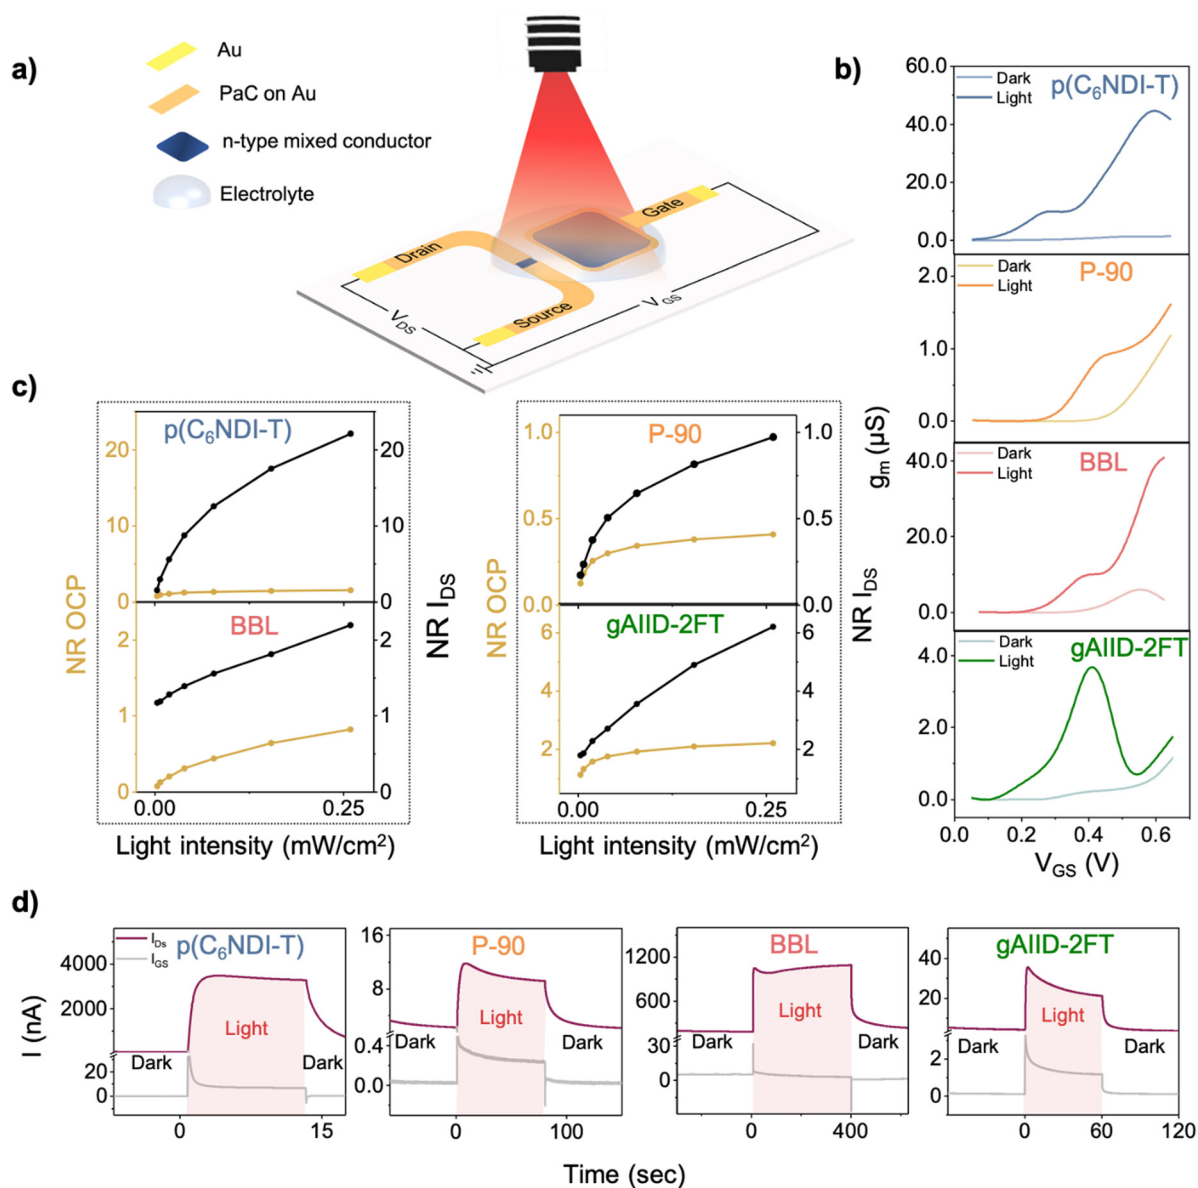 a)
Au
PaC on Au
n-type mixed conductor
Electrolyte
Drain
Gate
Source
V_DS
V_GS
b)
60.0
Dark
Light
p(C₆NDI-T)
40.0
20.0
0.0
Dark
Light
P-90
2.0
1.0
0.0
Dark
Light
BBL
40.0
20.0
0.0
Dark
Light
gAIID-2FT
4.0
2.0
0.0
g_m (µS)
0.0 0.2 0.4 0.6
V_GS (V)
c)
p(C₆NDI-T)
20
10
0
20
10
0
BBL
2
1
0
2
1
0
NR OCP
NR I_DS
0.00 0.25
Light intensity (mW/cm²)
P-90
1.0
0.5
0.0
1.0
0.5
0.0
gAIID-2FT
6
4
2
6
4
2
NR OCP
NR I_DS
0.00 0.25
Light intensity (mW/cm²)
d)
I_Ds
I_GS
p(C₆NDI-T)
4000
2000
20
0
Light
Dark
Dark
0 15
P-90
16
8
0.4
0.0
Light
Dark
Dark
0 100
BBL
1200
600
30
0
Light
Dark
Dark
0 400
gAIID-2FT
40
20
2
0
Light
Dark
Dark
0 60 120
I (nA)
Time (sec)